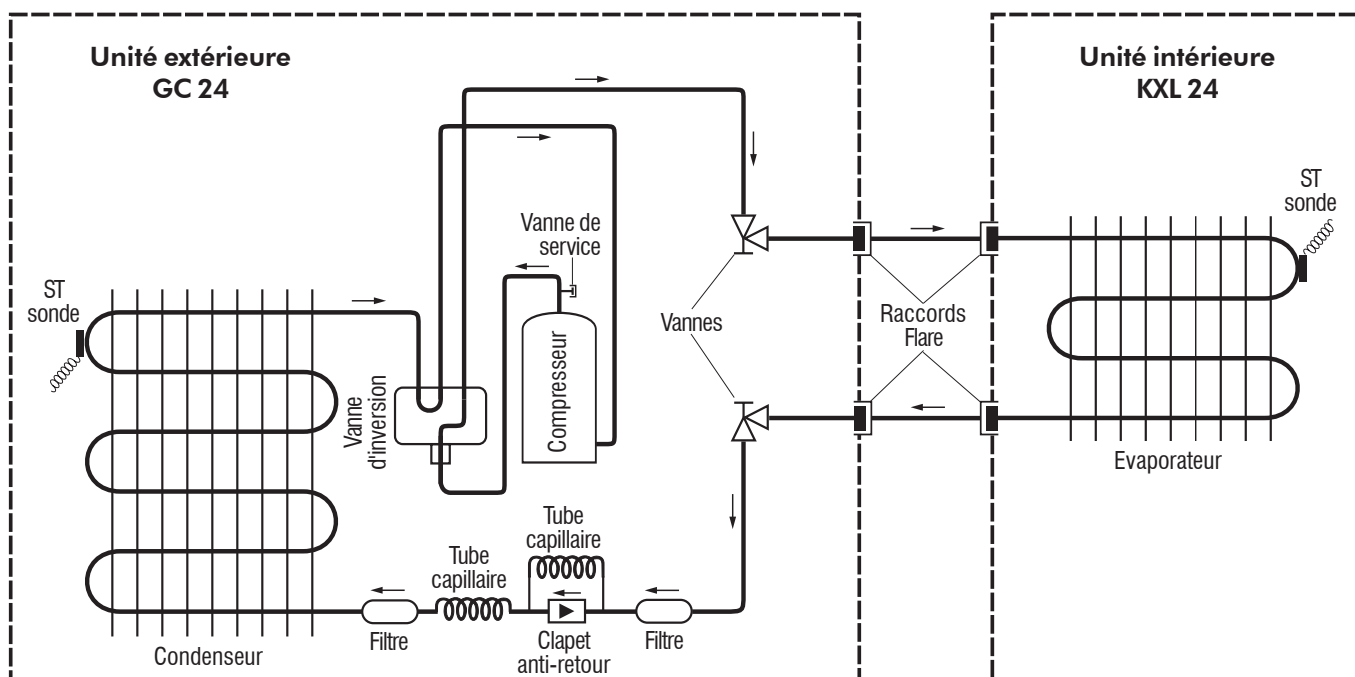 Unité extérieure
GC 24
Unité intérieure
KXL 24
ST
sonde
Vanne de
service
ST
sonde
Vannes
Raccords
Flare
Compresseur
Vanne
d'inversion
Evaporateur
Tube
capillaire
Tube
capillaire
Filtre
Clapet
anti-retour
Filtre
Condenseur